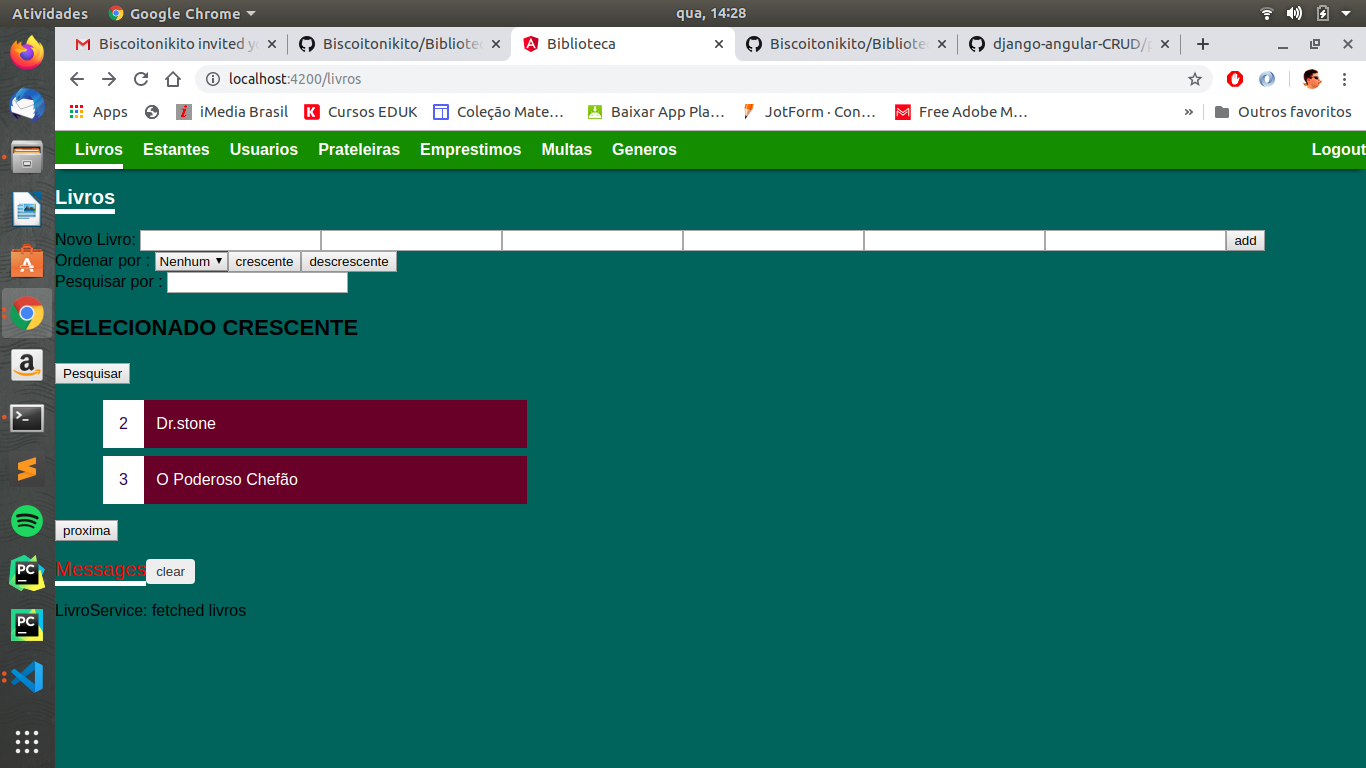 Atividades Google Chrome qua, 14:28
Biscoitonikito invited yo Biscoitonikito/Bibliote Biblioteca Biscoitonikito/Bibliote django-angular-CRUD/
localhost:4200/livros
Apps iMedia Brasil Cursos EDUK Coleção Mate… Baixar App Pla… JotForm · Con… Free Adobe M… » Outros favoritos
Livros Estantes Usuarios Prateleiras Emprestimos Multas Generos Logout
Livros
Novo Livro: add
Ordenar por : Nenhum crescente descrescente
Pesquisar por :
SELECIONADO CRESCENTE
Pesquisar
2 Dr.stone
3 O Poderoso Chefão
proxima
Messages clear
LivroService: fetched livros